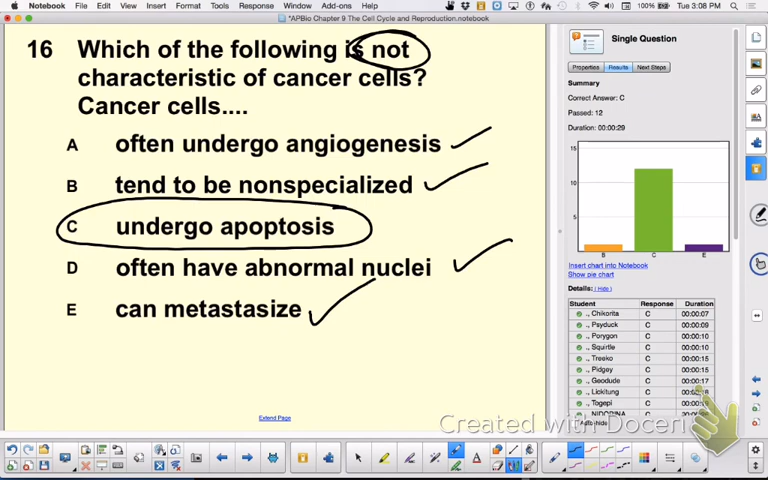 Notebook File Edit View Insert Format Tools Response Window Add-ons Help 100% Tue 3:08 PM
*APBio Chapter 9 The Cell Cycle and Reproduction.notebook
16 Which of the following is not
characteristic of cancer cells?
Cancer cells....
A often undergo angiogenesis
B tend to be nonspecialized
C undergo apoptosis
D often have abnormal nuclei
E can metastasize
Extend Page
Single Question
Properties Results Next Steps
Summary
Correct Answer: C
Passed: 12
Duration: 00:00:29
15
10
5
B C E
Insert chart into Notebook
Show pie chart
Details: (Hide)
Student Response Duration
., Chikorita C 00:00:07
., Psyduck C 00:00:09
., Porygon C 00:00:10
., Squirtle C 00:00:10
., Treeko C 00:00:15
., Pidgey C 00:00:15
., Geodude C 00:00:17
., Lickitung C
., Togepi C
., NIDORINA C
Auto-hide
Created with Doceri